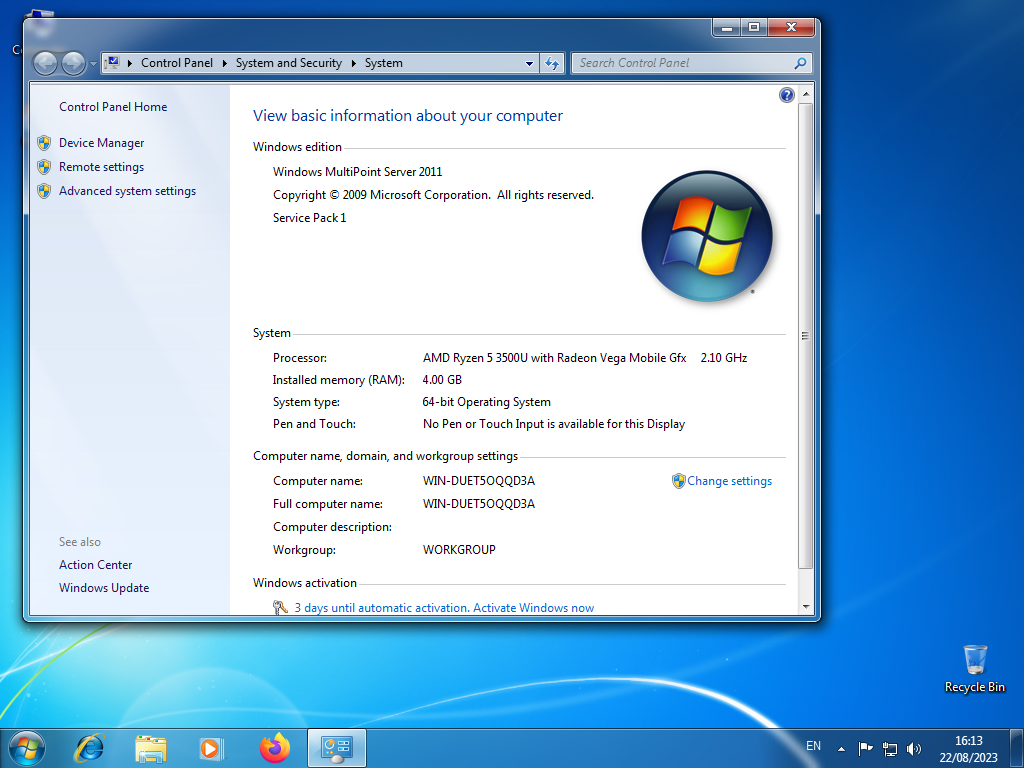 Control Panel
System and Security
System
Search Control Panel
Control Panel Home
Device Manager
Remote settings
Advanced system settings
See also
Action Center
Windows Update
View basic information about your computer
Windows edition
Windows MultiPoint Server 2011
Copyright © 2009 Microsoft Corporation. All rights reserved.
Service Pack 1
System
Processor: AMD Ryzen 5 3500U with Radeon Vega Mobile Gfx 2.10 GHz
Installed memory (RAM): 4.00 GB
System type: 64-bit Operating System
Pen and Touch: No Pen or Touch Input is available for this Display
Computer name, domain, and workgroup settings
Computer name: WIN-DUET5OQQD3A Change settings
Full computer name: WIN-DUET5OQQD3A
Computer description:
Workgroup: WORKGROUP
Windows activation
3 days until automatic activation. Activate Windows now
Recycle Bin
EN
16:13
22/08/2023